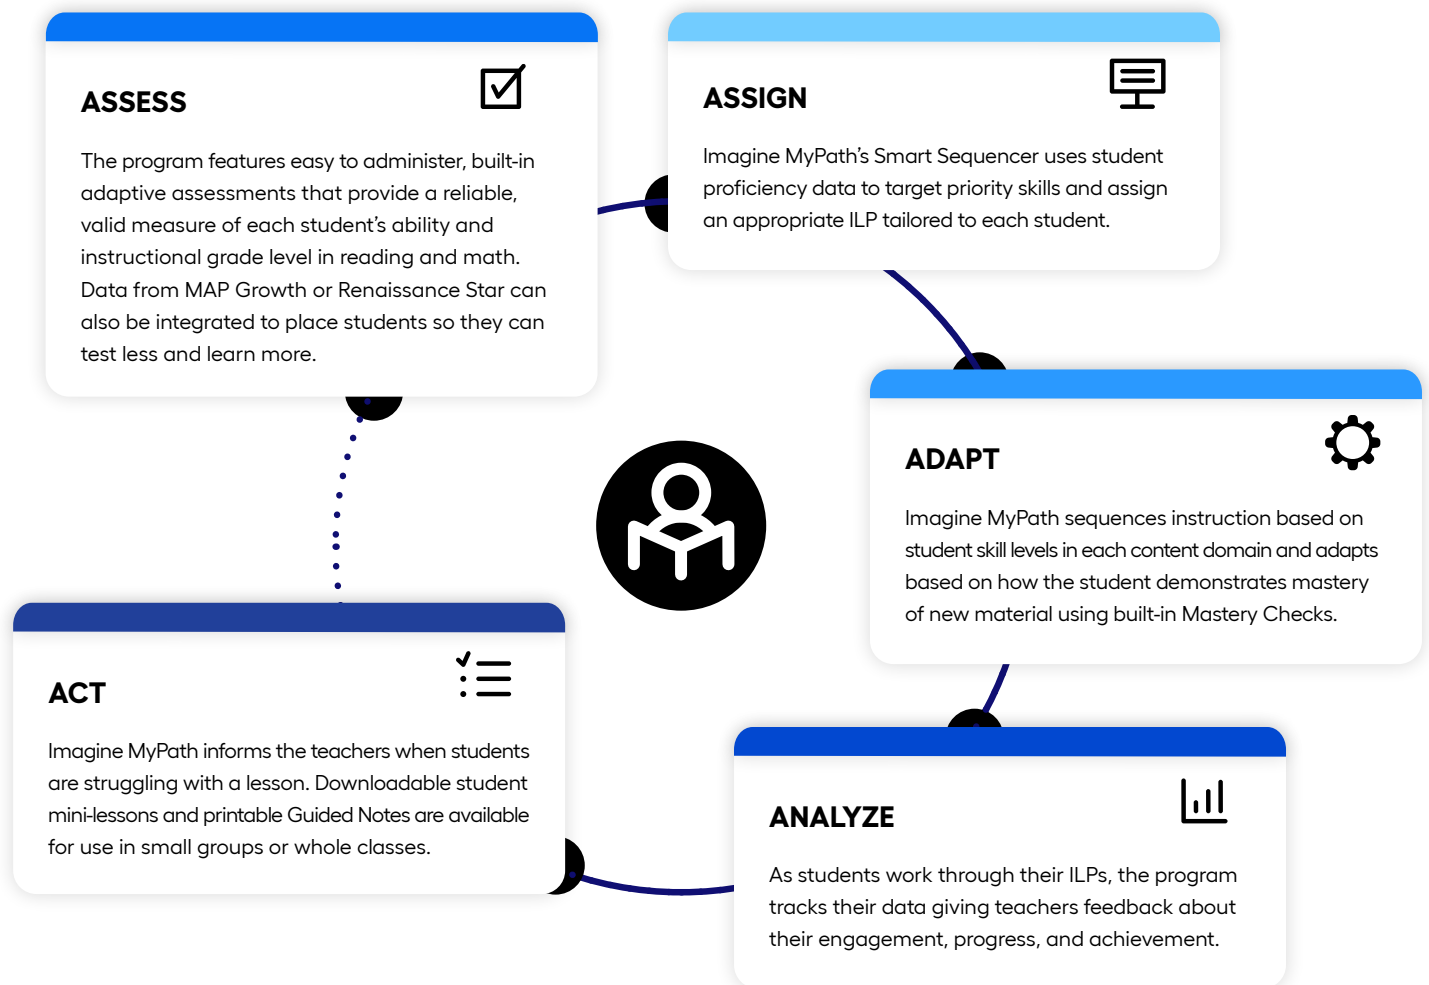 ASSESS
The program features easy to administer, built-in
adaptive assessments that provide a reliable,
valid measure of each student’s ability and
instructional grade level in reading and math.
Data from MAP Growth or Renaissance Star can
also be integrated to place students so they can
test less and learn more.
ASSIGN
Imagine MyPath’s Smart Sequencer uses student
proficiency data to target priority skills and assign
an appropriate ILP tailored to each student.
ADAPT
Imagine MyPath sequences instruction based on
student skill levels in each content domain and adapts
based on how the student demonstrates mastery
of new material using built-in Mastery Checks.
ANALYZE
As students work through their ILPs, the program
tracks their data giving teachers feedback about
their engagement, progress, and achievement.
ACT
Imagine MyPath informs the teachers when students
are struggling with a lesson. Downloadable student
mini-lessons and printable Guided Notes are available
for use in small groups or whole classes.